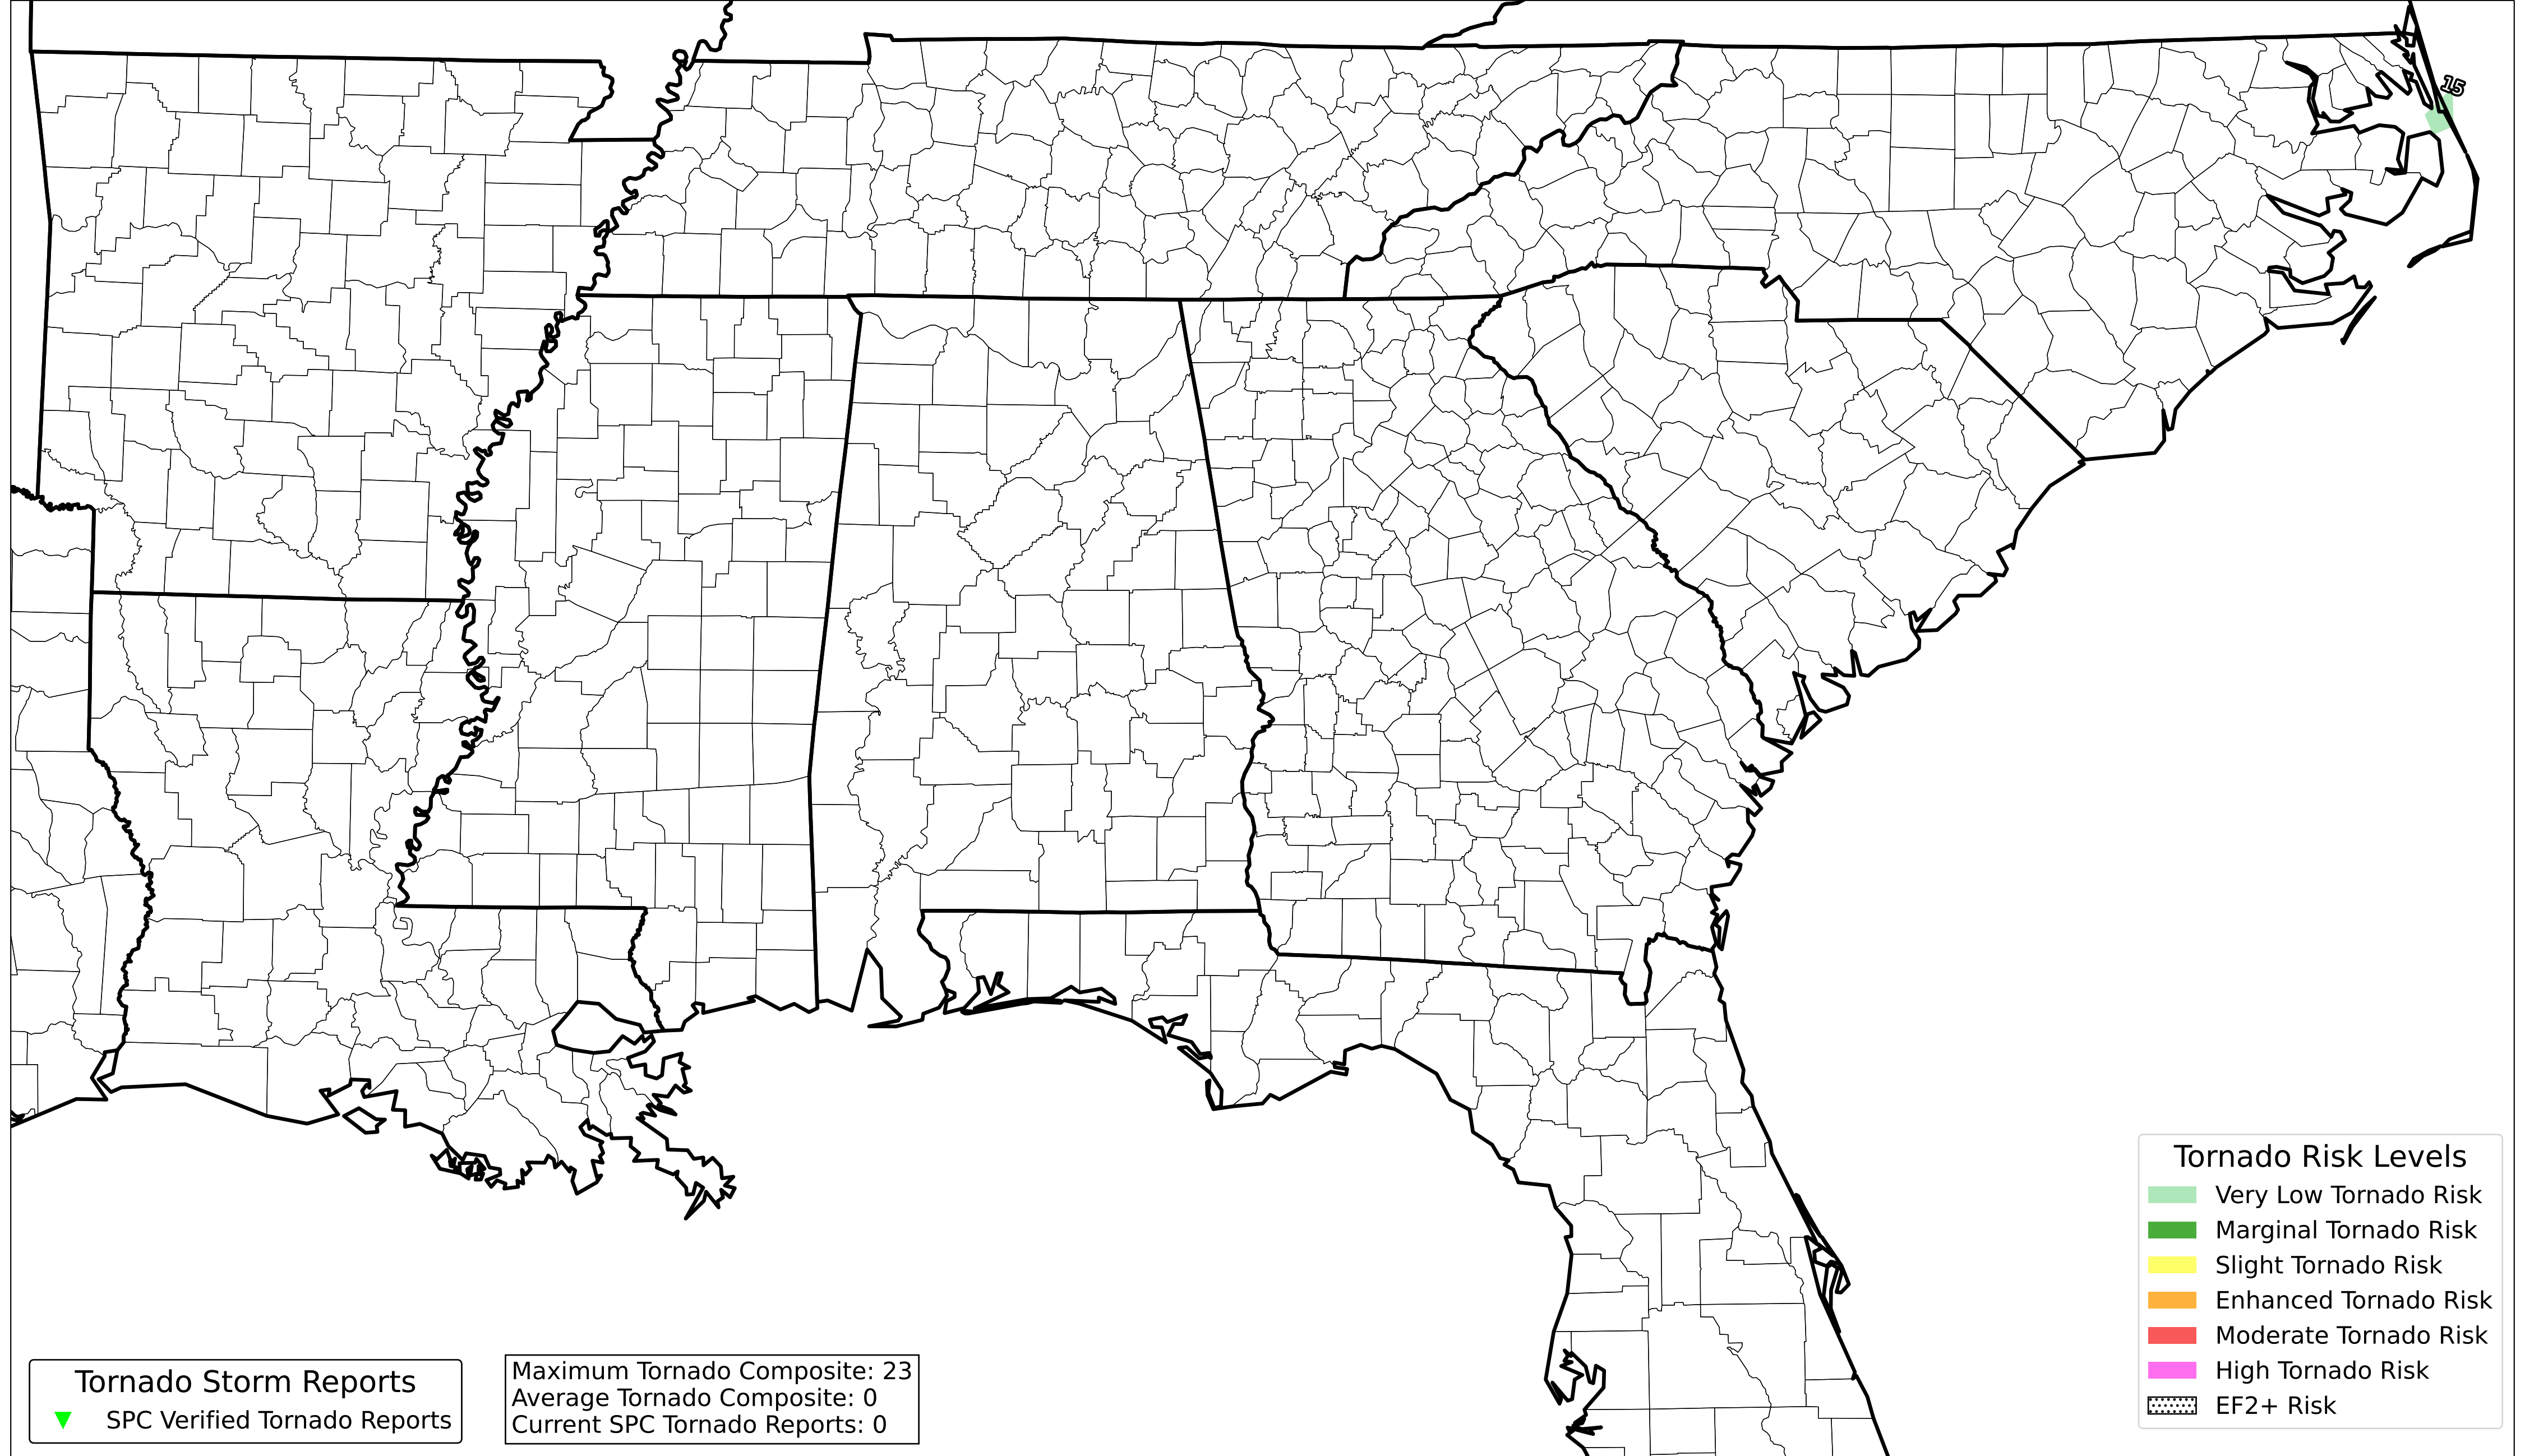 15
Tornado Risk Levels
Very Low Tornado Risk
Marginal Tornado Risk
Slight Tornado Risk
Enhanced Tornado Risk
Moderate Tornado Risk
High Tornado Risk
EF2+ Risk
Tornado Storm Reports
SPC Verified Tornado Reports
Maximum Tornado Composite: 23
Average Tornado Composite: 0
Current SPC Tornado Reports: 0